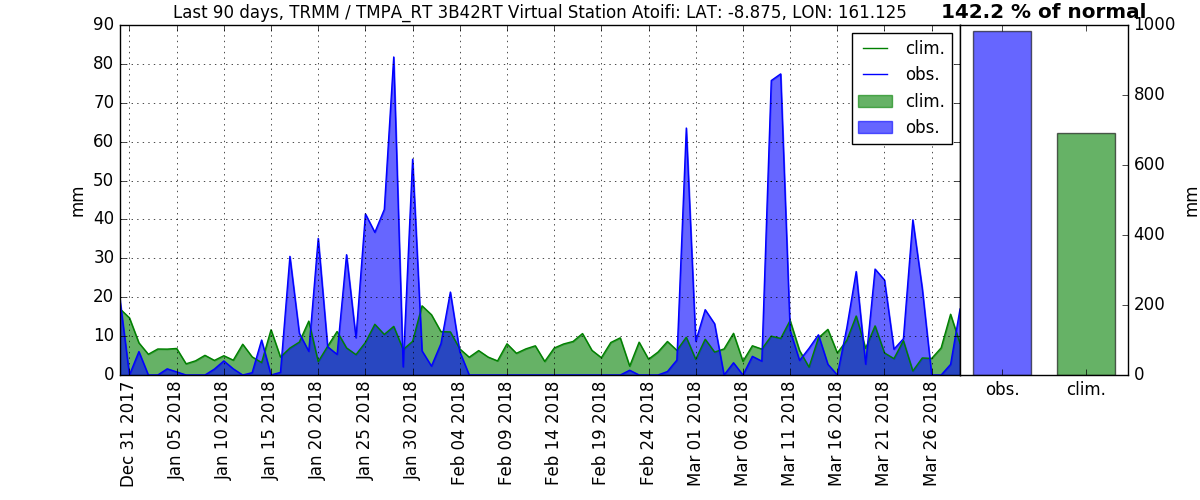 Last 90 days, TRMM / TMPA_RT 3B42RT Virtual Station Atoifi: LAT: -8.875, LON: 161.125
142.2 % of normal
90
80
70
60
50
40
30
20
10
0
mm
clim.
obs.
clim.
obs.
Dec 31 2017
Jan 05 2018
Jan 10 2018
Jan 15 2018
Jan 20 2018
Jan 25 2018
Jan 30 2018
Feb 04 2018
Feb 09 2018
Feb 14 2018
Feb 19 2018
Feb 24 2018
Mar 01 2018
Mar 06 2018
Mar 11 2018
Mar 16 2018
Mar 21 2018
Mar 26 2018
1000
800
600
400
200
0
mm
obs.
clim.